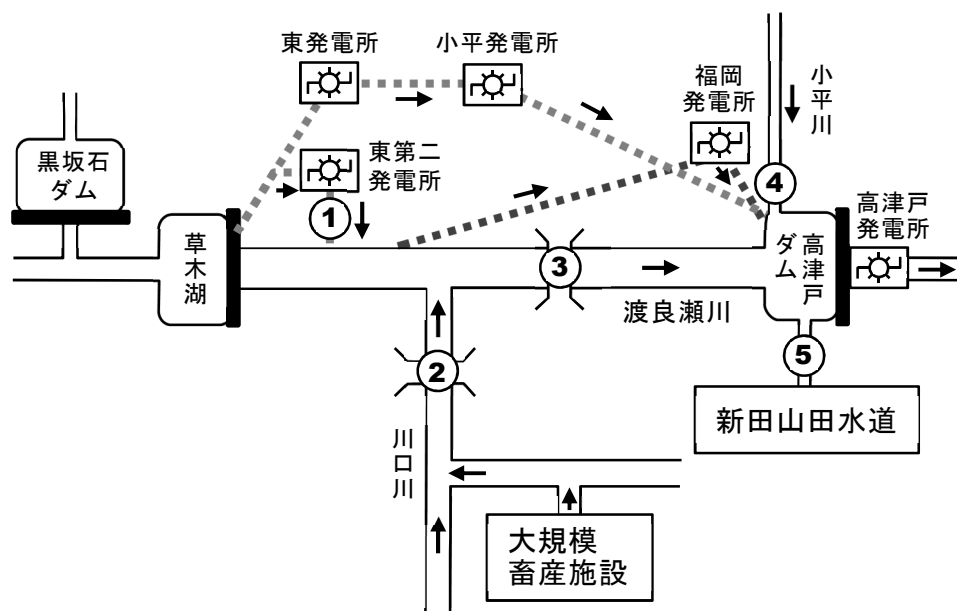 東発電所
小平発電所
福岡
発電所
小平川
黒坂石
ダム
東第二
発電所
1
4
高津戸
発電所
草木湖
3
高津戸
ダム
渡良瀬川
5
2
新田山田水道
川口川
大規模
畜産施設